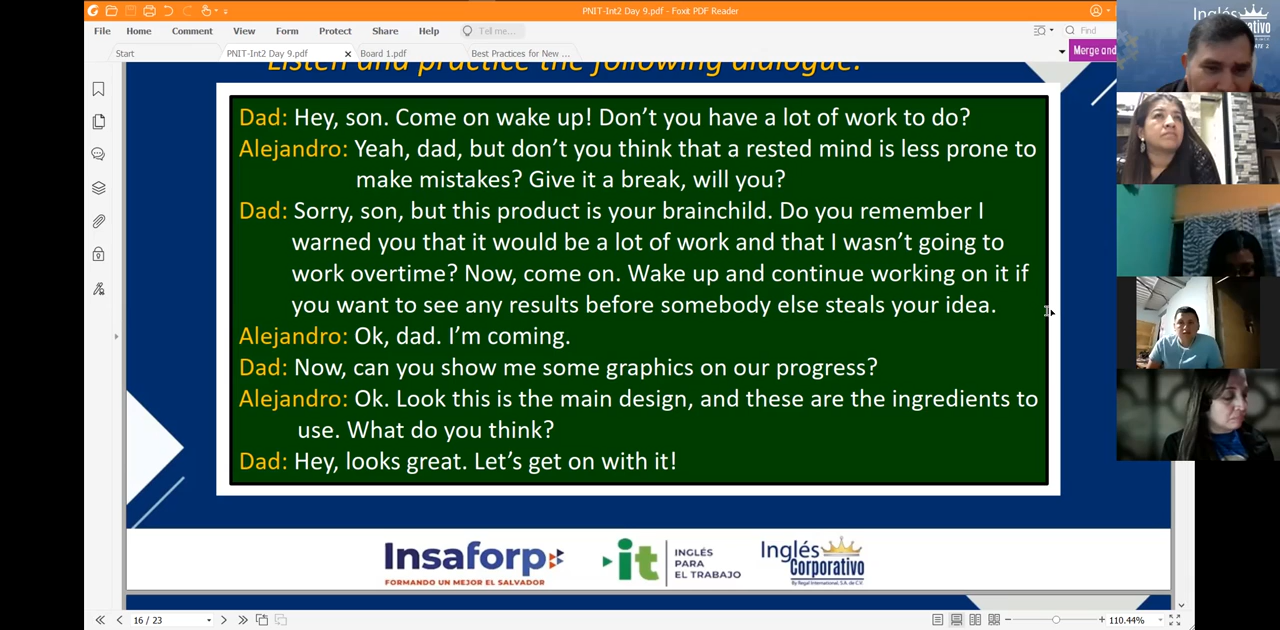 PNIT-Int2 Day 9.pdf - Foxit PDF Reader
File Home Comment View Form Protect Share Help Tell me... Find
Start PNIT-Int2 Day 9.pdf Board 1.pdf Best Practices for New ... Merge and
Listen and practice the following dialogue.
Dad: Hey, son. Come on wake up! Don't you have a lot of work to do?
Alejandro: Yeah, dad, but don't you think that a rested mind is less prone to
make mistakes? Give it a break, will you?
Dad: Sorry, son, but this product is your brainchild. Do you remember I
warned you that it would be a lot of work and that I wasn't going to
work overtime? Now, come on. Wake up and continue working on it if
you want to see any results before somebody else steals your idea.
Alejandro: Ok, dad. I'm coming.
Dad: Now, can you show me some graphics on our progress?
Alejandro: Ok. Look this is the main design, and these are the ingredients to
use. What do you think?
Dad: Hey, looks great. Let's get on with it!
Insaforp
FORMANDO UN MEJOR EL SALVADOR
it INGLÉS
PARA
EL TRABAJO
Inglés
Corporativo
By Regal International, S.A. de C.V.
16 / 23
110.44%
Inglés